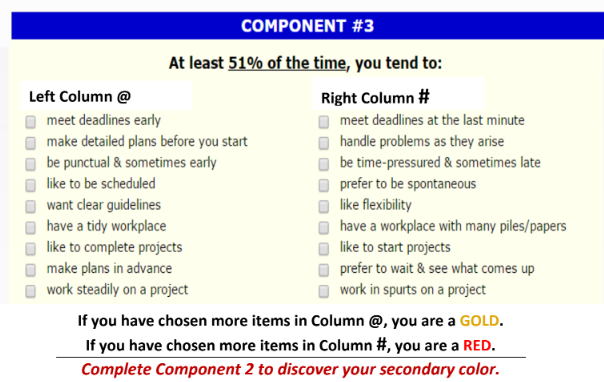 COMPONENT #3
At least 51% of the time, you tend to:
Left Column @
meet deadlines early
make detailed plans before you start
be punctual & sometimes early
like to be scheduled
want clear guidelines
have a tidy workplace
like to complete projects
make plans in advance
work steadily on a project
Right Column #
meet deadlines at the last minute
handle problems as they arise
be time-pressured & sometimes late
prefer to be spontaneous
like flexibility
have a workplace with many piles/papers
like to start projects
prefer to wait & see what comes up
work in spurts on a project
If you have chosen more items in Column @, you are a GOLD.
If you have chosen more items in Column #, you are a RED.
Complete Component 2 to discover your secondary color.